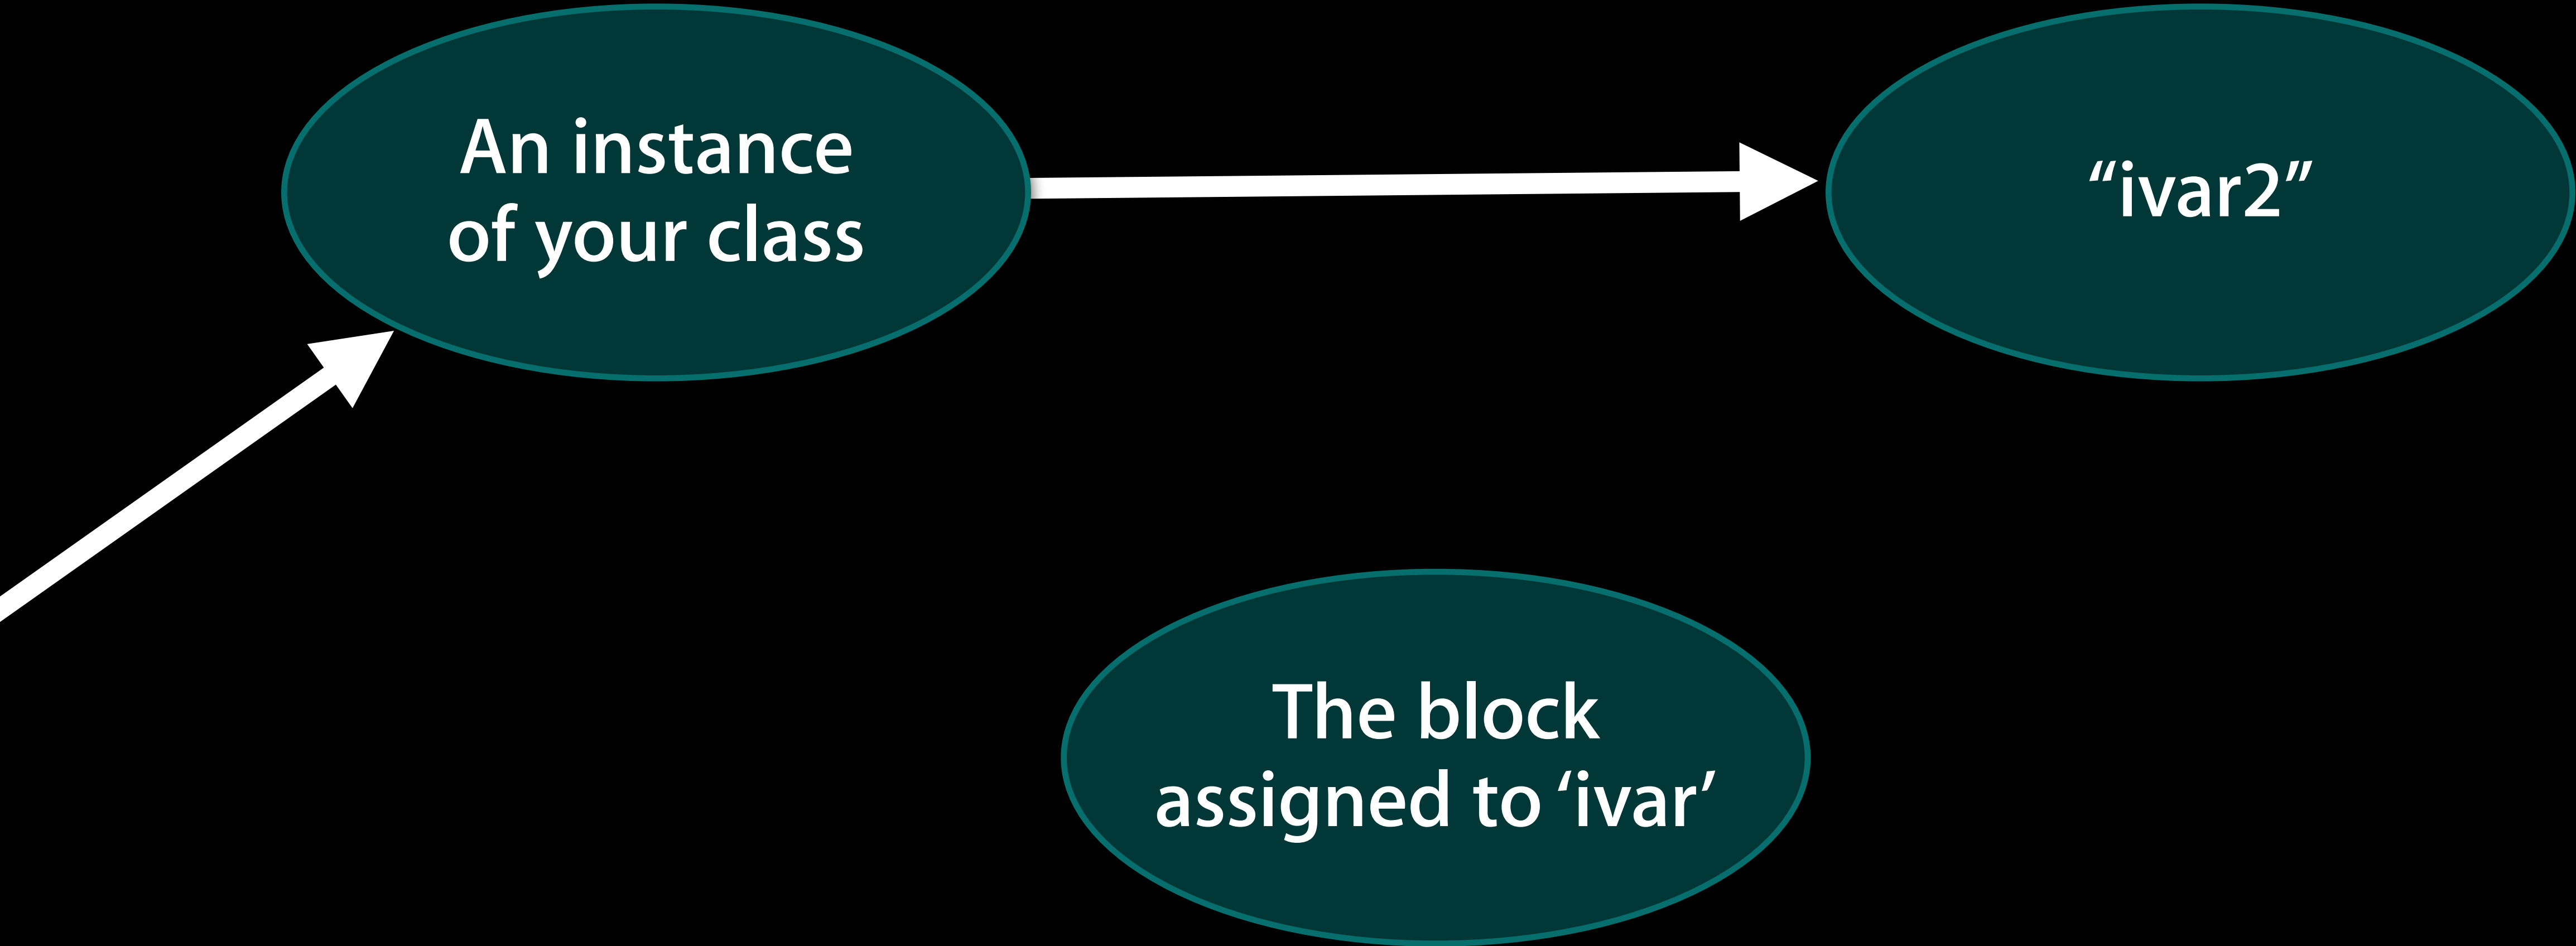 An instance
of your class
“ivar2”
The block
assigned to ‘ivar’